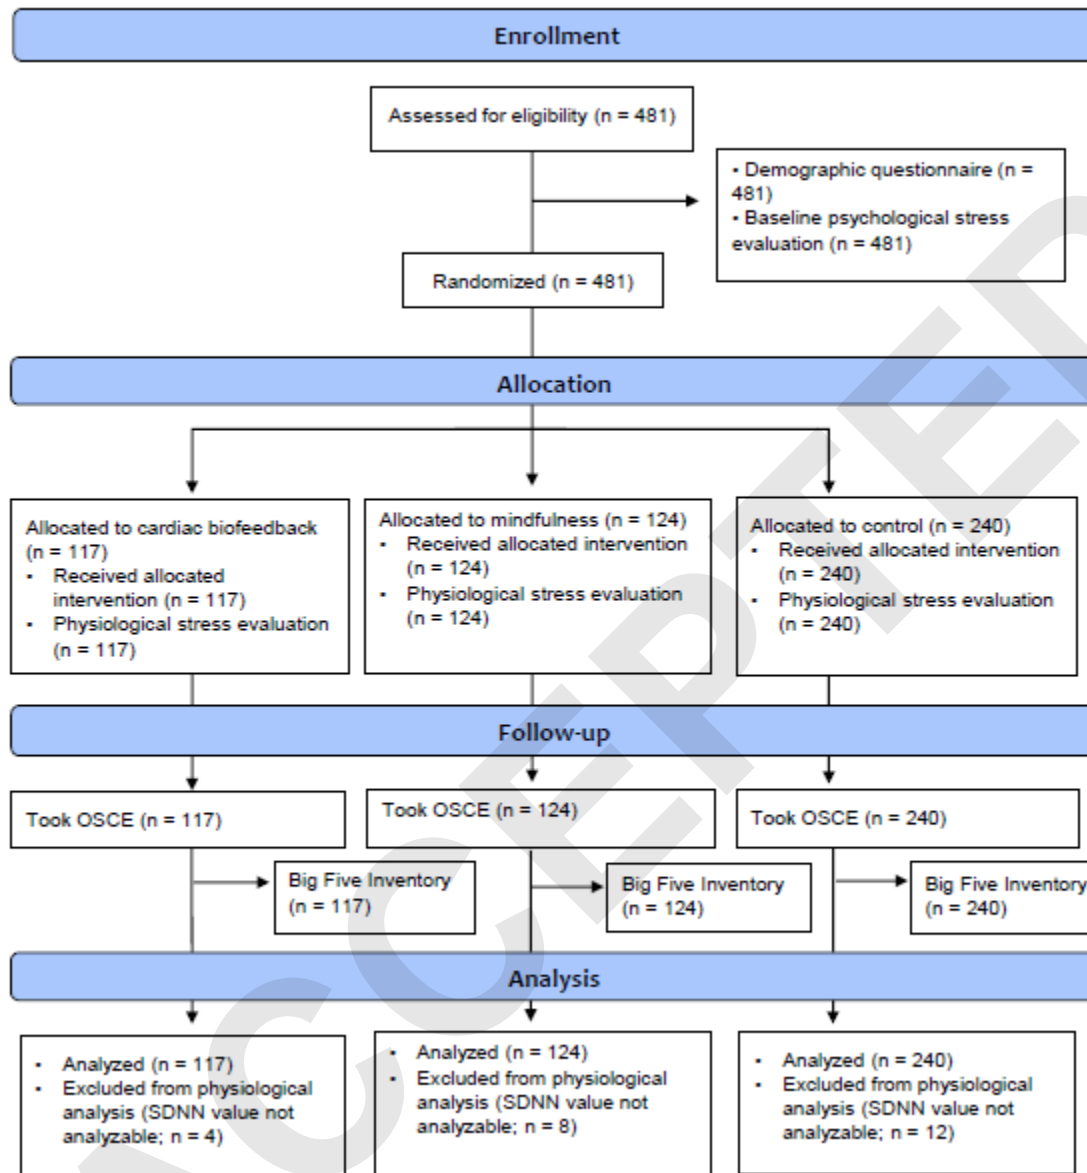 Enrollment
Assessed for eligibility (n = 481)
• Demographic questionnaire (n =
481)
• Baseline psychological stress
evaluation (n = 481)
Randomized (n = 481)
Allocation
Allocated to cardiac biofeedback
(n = 117)
• Received allocated
intervention (n = 117)
• Physiological stress evaluation
(n = 117)
Allocated to mindfulness (n = 124)
• Received allocated intervention
(n = 124)
• Physiological stress evaluation
(n = 124)
Allocated to control (n = 240)
• Received allocated intervention
(n = 240)
• Physiological stress evaluation
(n = 240)
Follow-up
Took OSCE (n = 117)
Took OSCE (n = 124)
Took OSCE (n = 240)
Big Five Inventory
(n = 117)
Big Five Inventory
(n = 124)
Big Five Inventory
(n = 240)
Analysis
• Analyzed (n = 117)
• Excluded from physiological
analysis (SDNN value not
analyzable; n = 4)
• Analyzed (n = 124)
• Excluded from physiological
analysis (SDNN value not
analyzable; n = 8)
• Analyzed (n = 240)
• Excluded from physiological
analysis (SDNN value not
analyzable; n = 12)
ACCEPTED